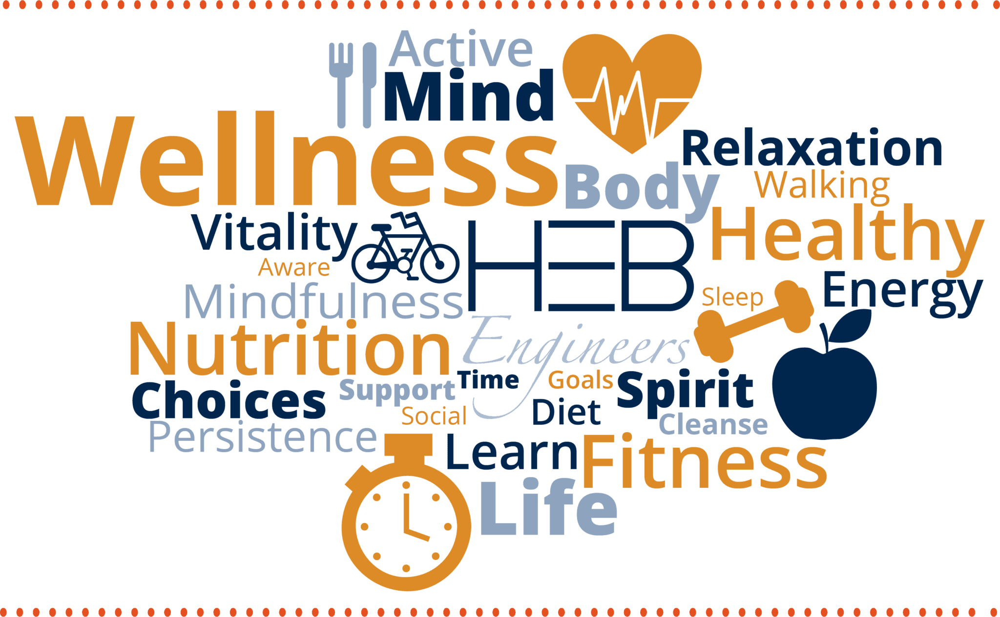 Active
Mind
Wellness
Relaxation
Body
Walking
Vitality
HEB
Healthy
Aware
Mindfulness
Sleep
Energy
Nutrition
Engineers
Choices
Support
Time
Goals
Spirit
Social
Diet
Cleanse
Persistence
Learn
Fitness
Life